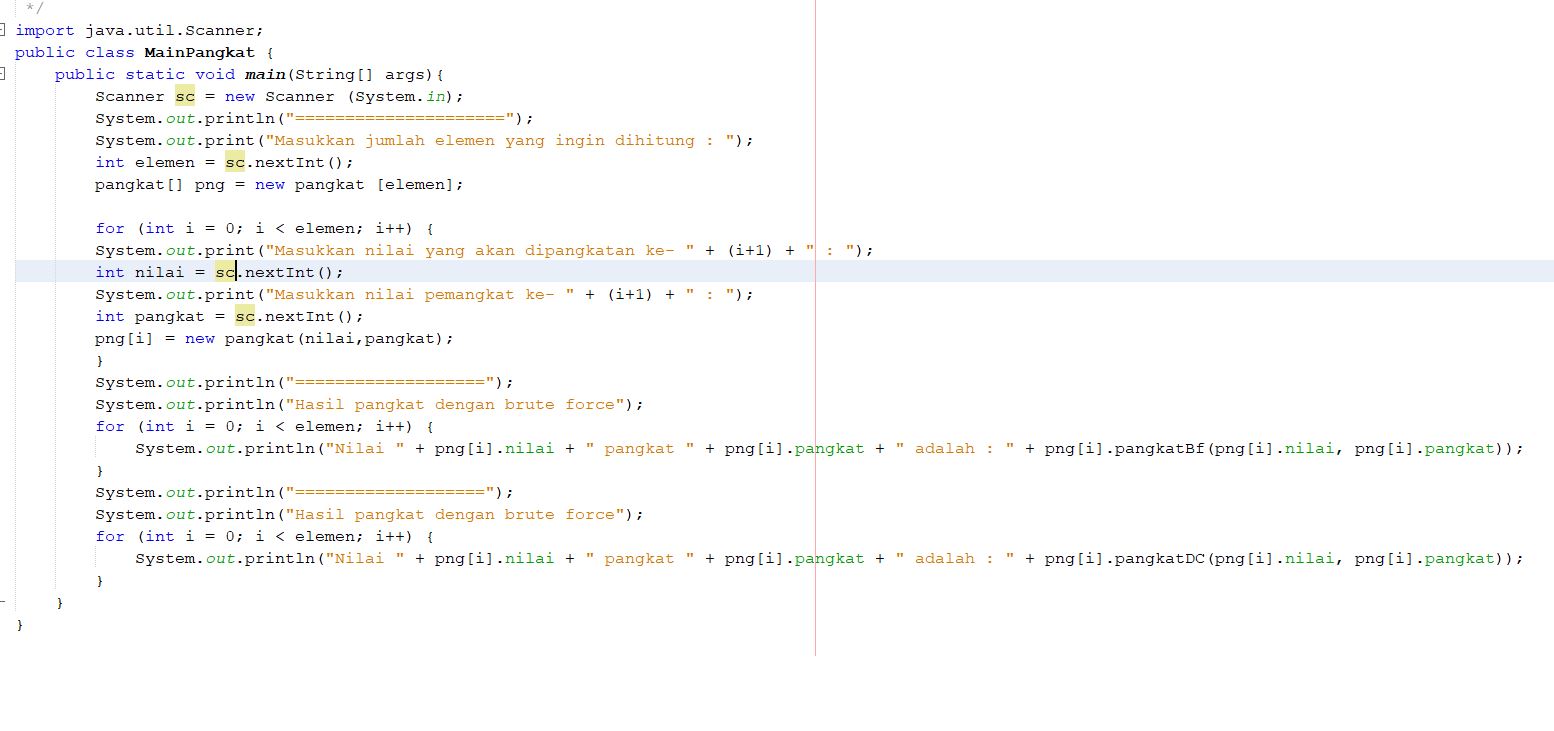 */
import java.util.Scanner;
public class MainPangkat {
    public static void main(String[] args){
        Scanner sc = new Scanner (System.in);
        System.out.println("=====================");
        System.out.print("Masukkan jumlah elemen yang ingin dihitung : ");
        int elemen = sc.nextInt();
        pangkat[] png = new pangkat [elemen];

        for (int i = 0; i < elemen; i++) {
        System.out.print("Masukkan nilai yang akan dipangkatan ke- " + (i+1) + " : ");
        int nilai = sc.nextInt();
        System.out.print("Masukkan nilai pemangkat ke- " + (i+1) + " : ");
        int pangkat = sc.nextInt();
        png[i] = new pangkat(nilai,pangkat);
        }
        System.out.println("===================");
        System.out.println("Hasil pangkat dengan brute force");
        for (int i = 0; i < elemen; i++) {
            System.out.println("Nilai " + png[i].nilai + " pangkat " + png[i].pangkat + " adalah : " + png[i].pangkatBf(png[i].nilai, png[i].pangkat));
        }
        System.out.println("===================");
        System.out.println("Hasil pangkat dengan brute force");
        for (int i = 0; i < elemen; i++) {
            System.out.println("Nilai " + png[i].nilai + " pangkat " + png[i].pangkat + " adalah : " + png[i].pangkatDC(png[i].nilai, png[i].pangkat));
        }
    }
}